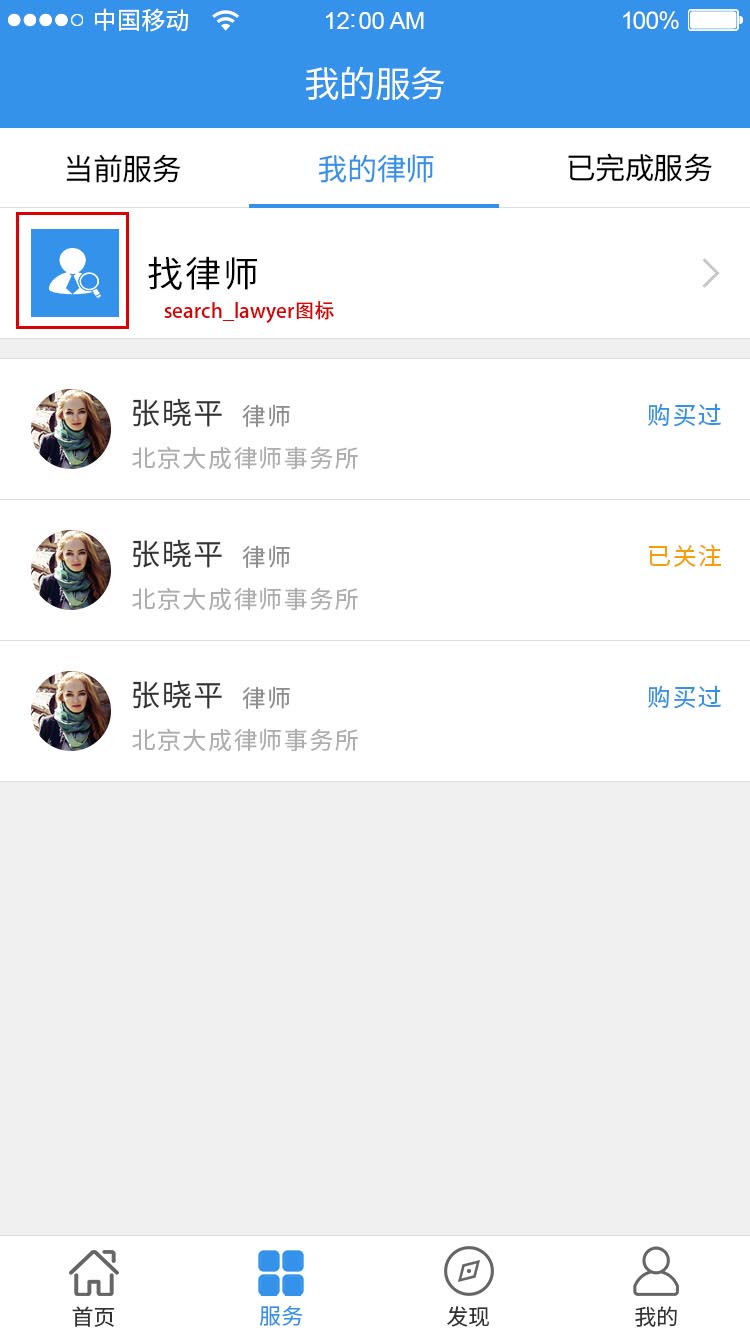 中国移动 12:00 AM 100%
我的服务
当前服务 我的律师 已完成服务
找律师
search_lawyer图标
张晓平 律师 购买过
北京大成律师事务所
张晓平 律师 已关注
北京大成律师事务所
张晓平 律师 购买过
北京大成律师事务所
首页 服务 发现 我的